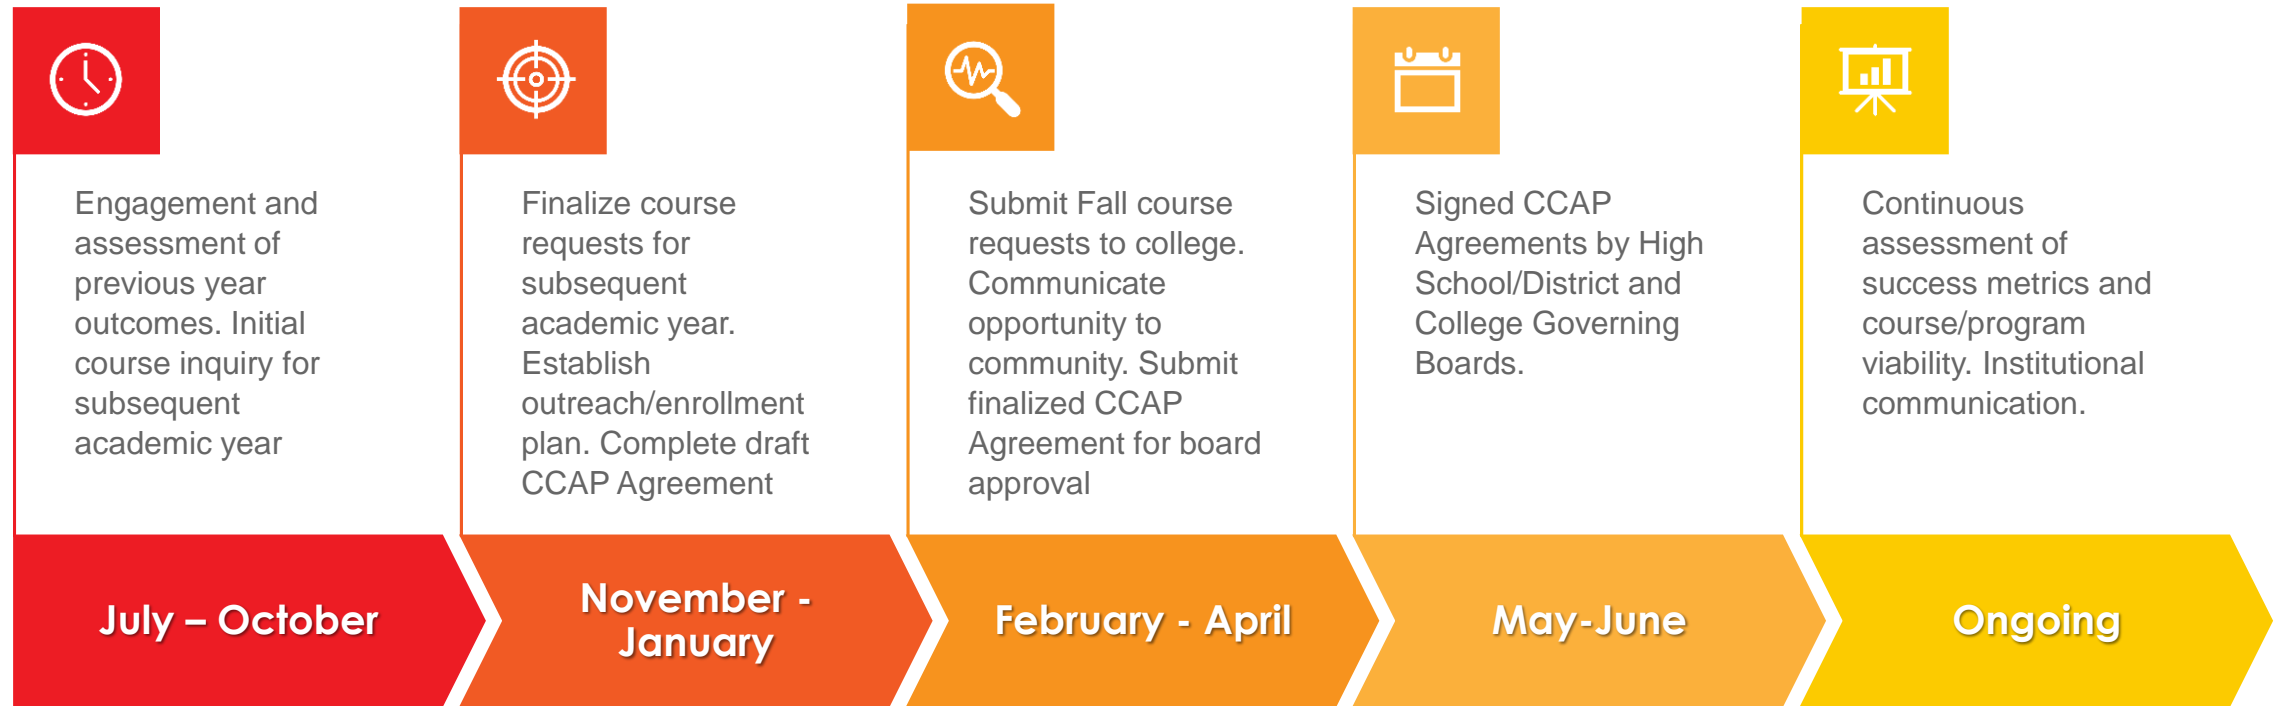 Engagement and
assessment of
previous year
outcomes. Initial
course inquiry for
subsequent
academic year
July – October
Finalize course
requests for
subsequent
academic year.
Establish
outreach/enrollment
plan. Complete draft
CCAP Agreement
November -
January
Submit Fall course
requests to college.
Communicate
opportunity to
community. Submit
finalized CCAP
Agreement for board
approval
February - April
Signed CCAP
Agreements by High
School/District and
College Governing
Boards.
May-June
Continuous
assessment of
success metrics and
course/program
viability. Institutional
communication.
Ongoing